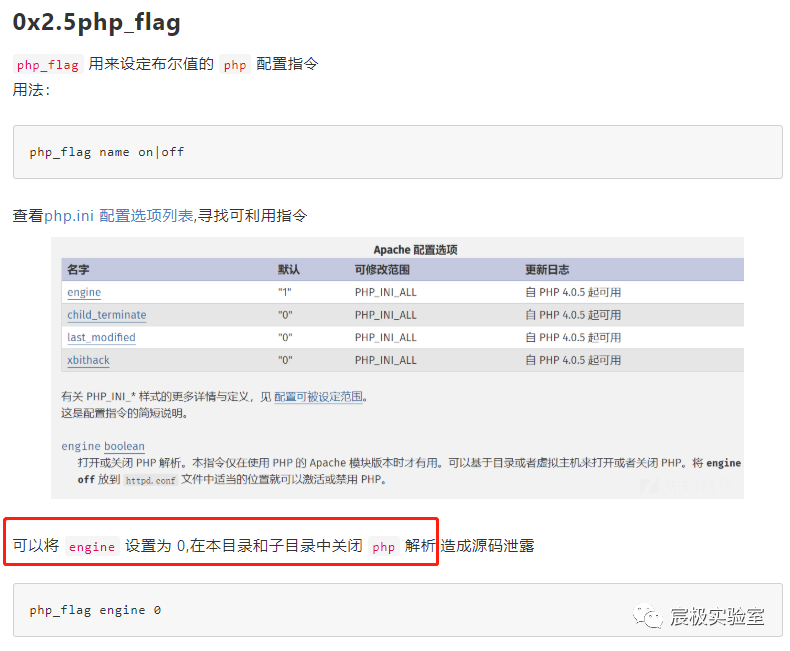 0x2.5php_flag
php_flag 用来设定布尔值的 php 配置指令
用法：
php_flag name on|off
查看php.ini 配置选项列表,寻找可利用指令
Apache 配置选项
名字 默认 可修改范围 更新日志
engine "1" PHP_INI_ALL 自 PHP 4.0.5 起可用
child_terminate "0" PHP_INI_ALL 自 PHP 4.0.5 起可用
last_modified "0" PHP_INI_ALL 自 PHP 4.0.5 起可用
xbithack "0" PHP_INI_ALL 自 PHP 4.0.5 起可用
有关 PHP_INI_* 样式的更多详情与定义，见 配置可被设定范围。
这是配置指令的简短说明。
engine boolean
打开或关闭 PHP 解析。本指令仅在使用 PHP 的 Apache 模块版本时才有用。可以基于目录或者虚拟主机来打开或者关闭 PHP。将 engine
off 放到 httpd.conf 文件中适当的位置就可以激活或禁用 PHP。
可以将 engine 设置为 0,在本目录和子目录中关闭 php 解析,造成源码泄露
php_flag engine 0
宸极实验室